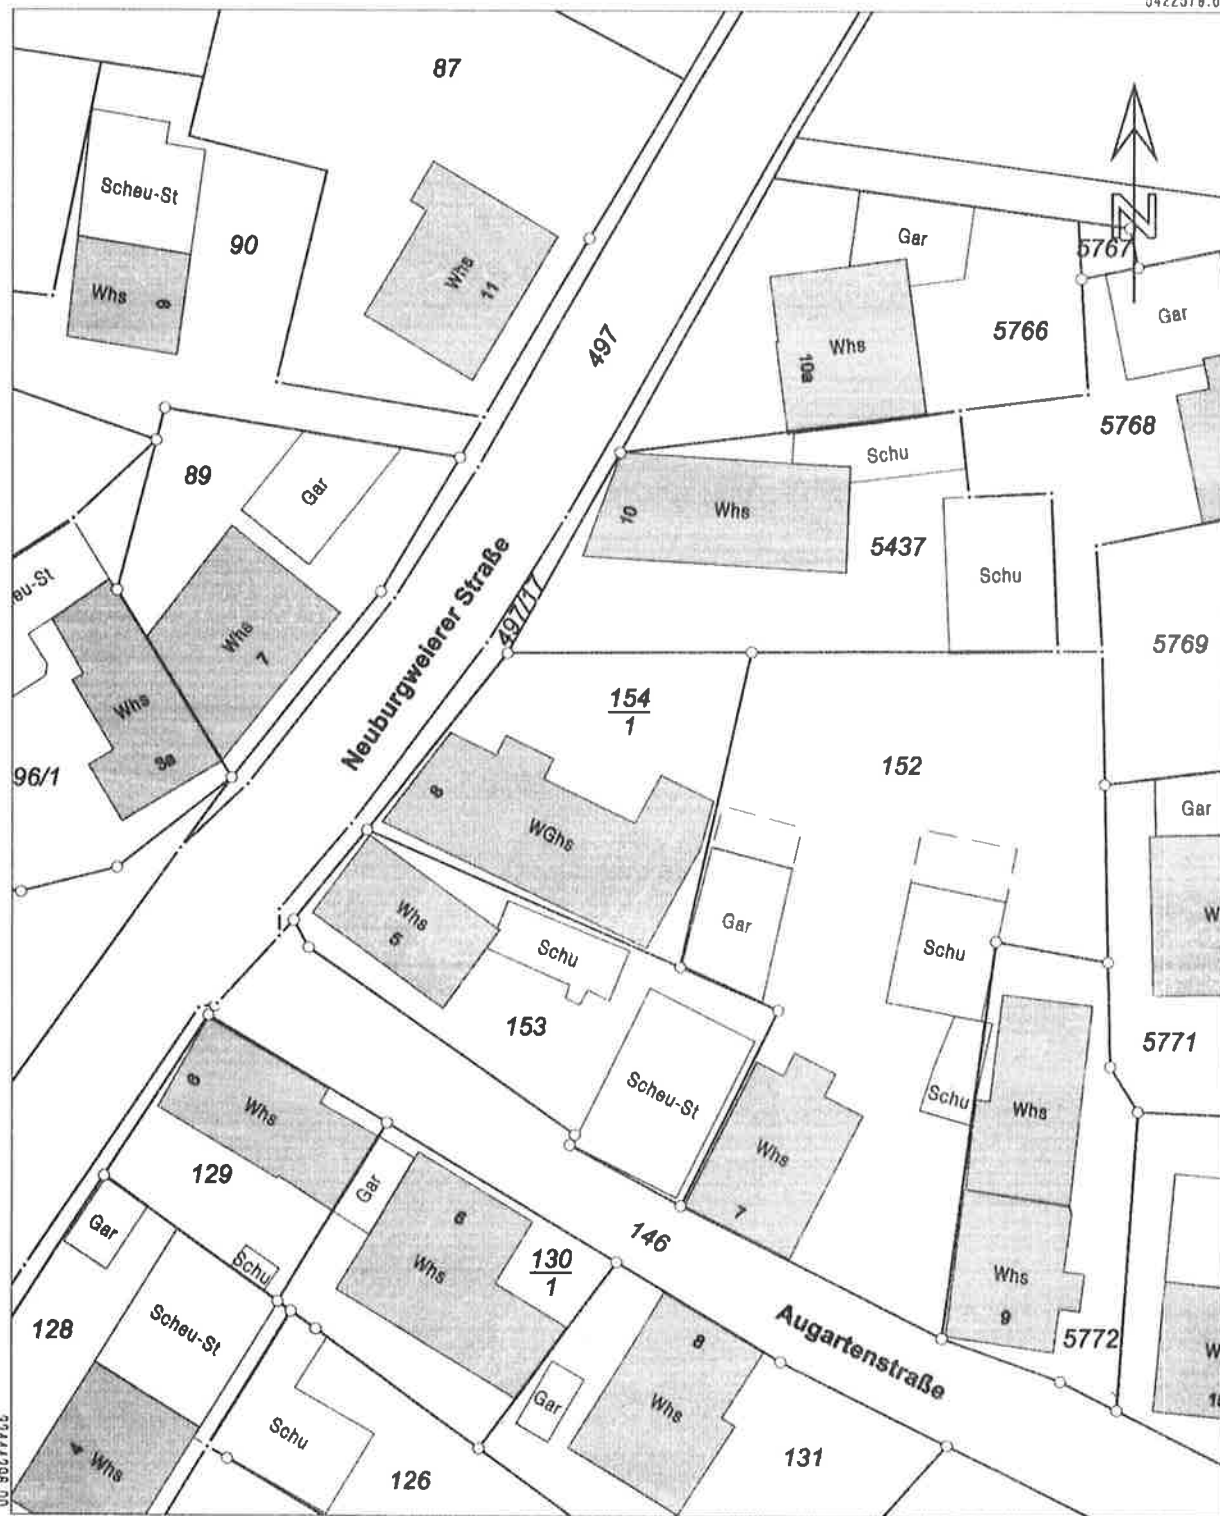 87
Scheu-St
90
Whs
9
Whs
11
497
Gar
N
5767
Gar
5766
Whs
10a
5768
Schu
89
Gar
Whs
10
5437
Schu
eu-St
Neuburgweierer Straße
497/17
Whs
7
5769
154
1
Whs
3a
96/1
152
8
WGhs
Gar
Whs
5
Schu
Gar
Schu
153
5771
Scheu-St
6
Whs
Schu
Whs
Whs
7
129
Gar
Gar
6
Whs
146
130
1
Schu
Whs
9
128
Scheu-St
8
Augartenstraße
5772
Gar
Whs
Schu
4
Whs
126
131